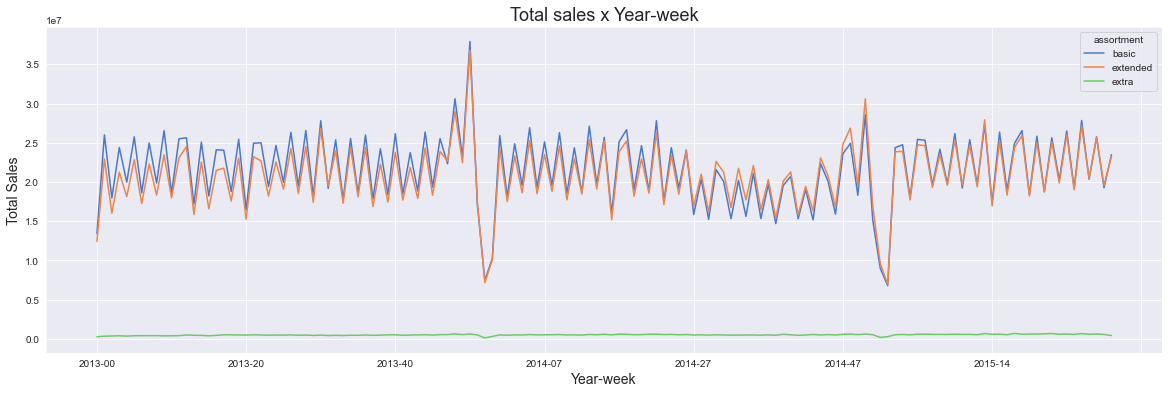 Total sales x Year-week
1e7
assortment
basic
extended
extra
3.5
3.0
2.5
2.0
1.5
1.0
0.5
0.0
Total Sales
2013-00 2013-20 2013-40 2014-07 2014-27 2014-47 2015-14
Year-week